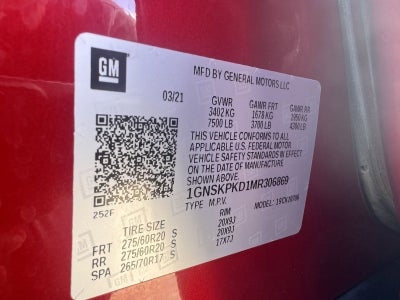 GM
MFD BY GENERAL MOTORS LLC
03/21
GVWR GAWR FRT GAWR RR
3402 KG 1678 KG 1950 KG
7500 LB 3700 LB 4300 LB
THIS VEHICLE CONFORMS TO ALL
APPLICABLE U.S. FEDERAL MOTOR
VEHICLE SAFETY STANDARDS IN EFFECT
ON THE DATE OF MANUFACTURE
SHOWN ABOVE.
1GNSKPKD1MR306869
TYPE: M.P.V. MODEL:
252F
TIRE SIZE RIM
FRT 275/60R20 S 20X9J
RR 275/60R20 S 20X9J
SPA 265/70R17 S 17X7J